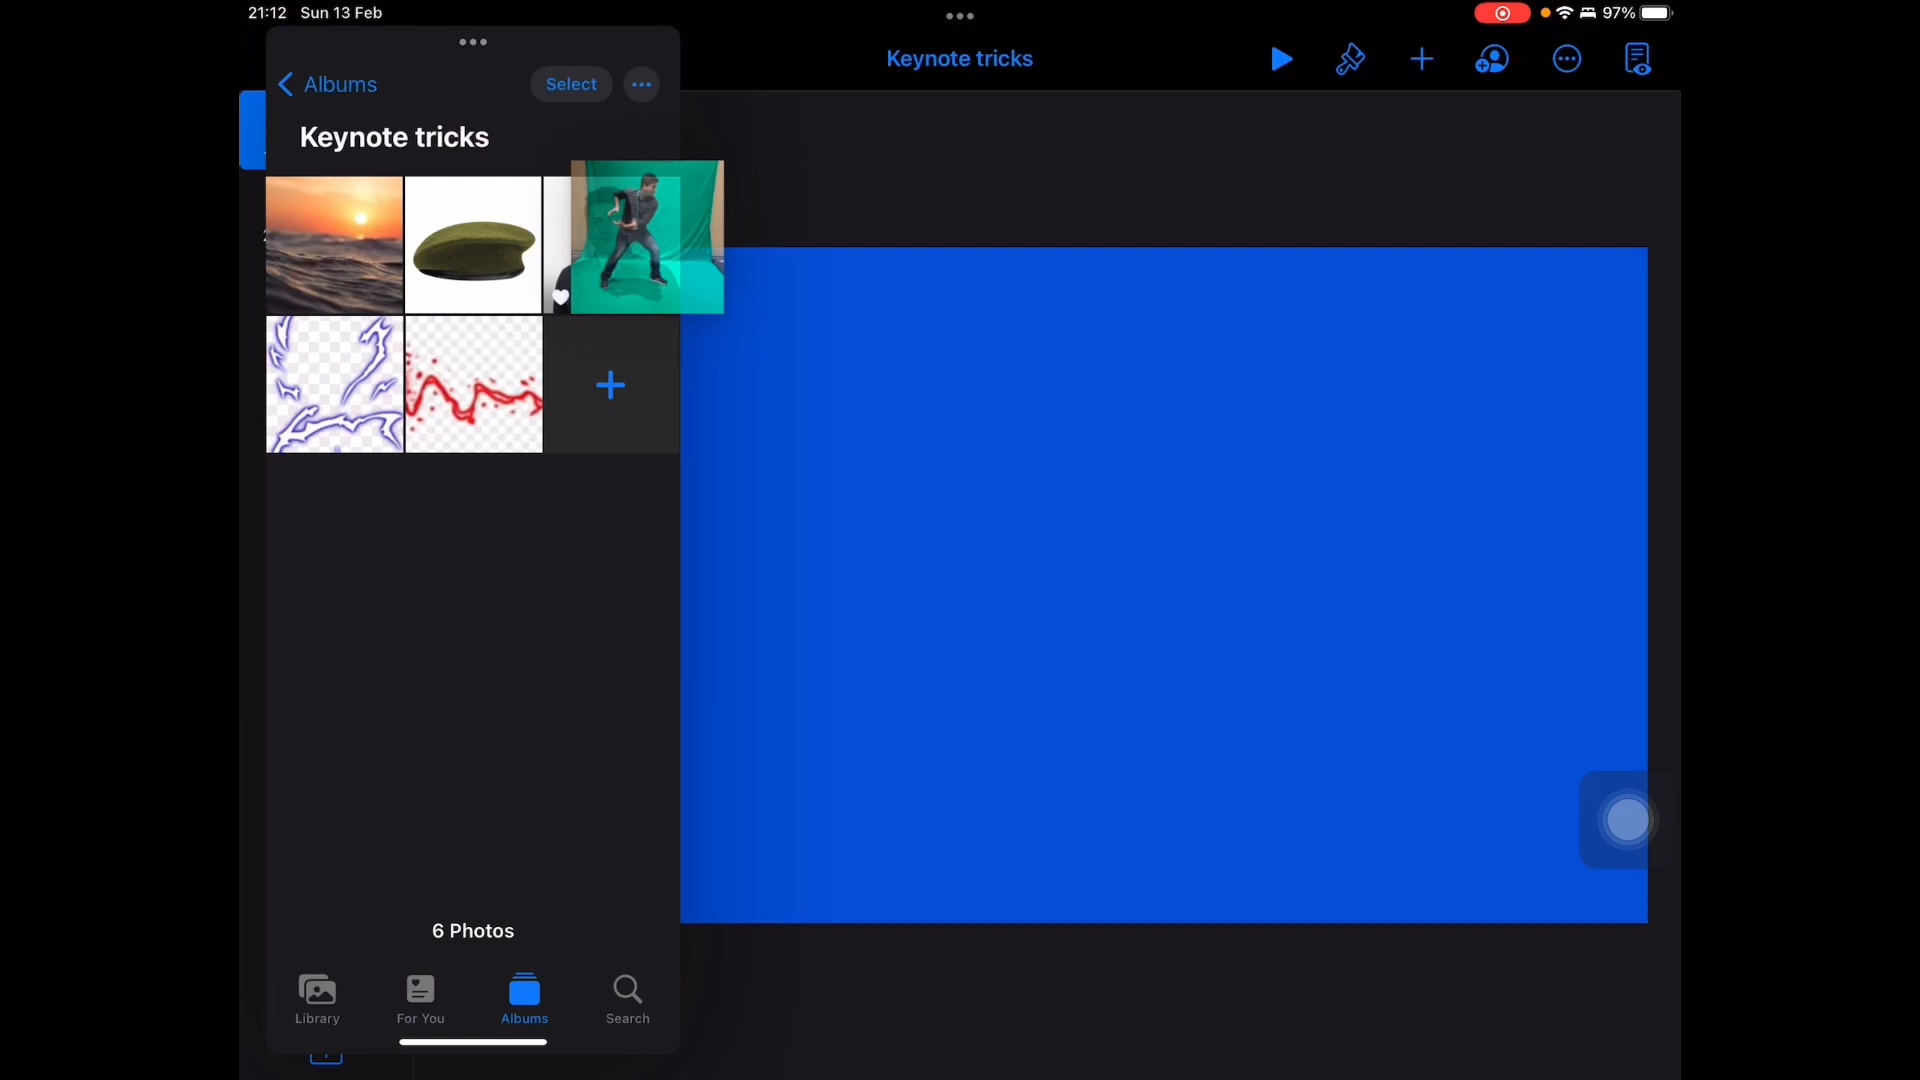 21:12 Sun 13 Feb
97%
Keynote tricks
Albums
Select
Keynote tricks
6 Photos
Library
For You
Albums
Search